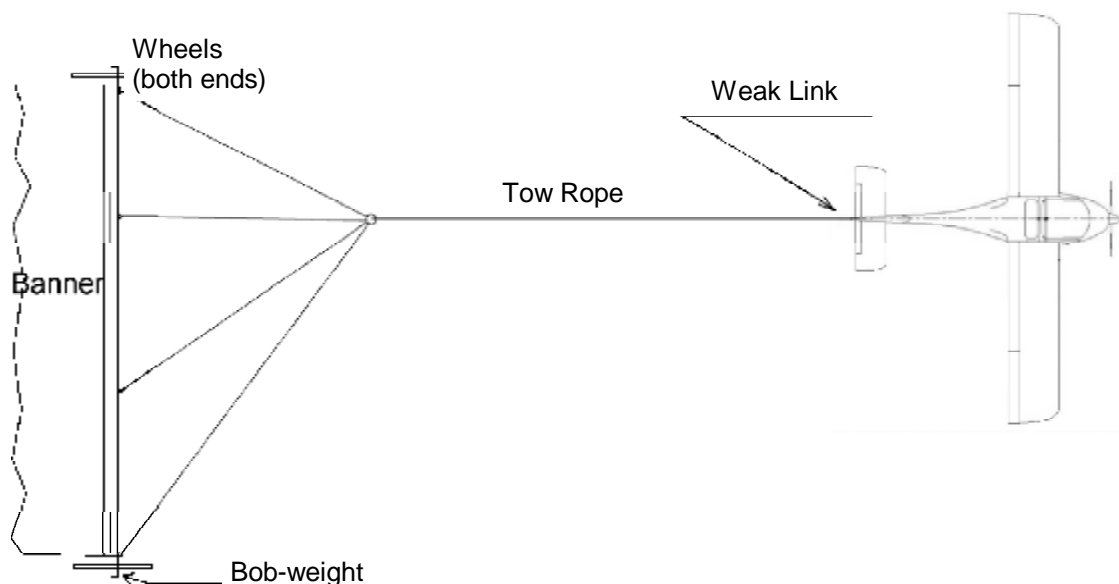 Wheels
(both ends)
Weak Link
Tow Rope
Banner
Bob-weight